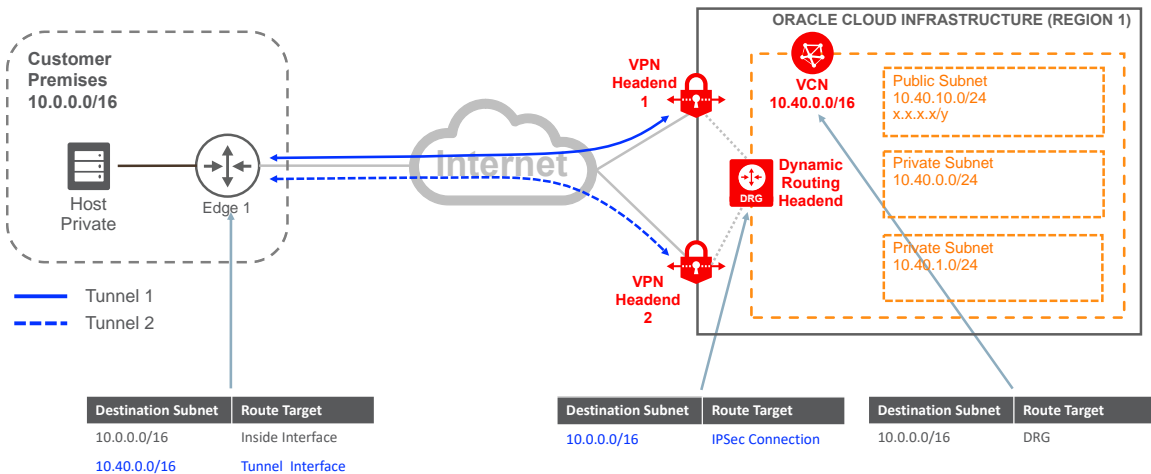 ORACLE CLOUD INFRASTRUCTURE (REGION 1)
Customer
Premises
10.0.0.0/16
Host
Private
Edge 1
Internet
VPN
Headend
1
VPN
Headend
2
VCN
10.40.0.0/16
Dynamic
Routing
Headend
DRG
Public Subnet
10.40.10.0/24
x.x.x.x/y
Private Subnet
10.40.0.0/24
Private Subnet
10.40.1.0/24
Tunnel 1
Tunnel 2
Destination Subnet Route Target
10.0.0.0/16 Inside Interface
10.40.0.0/16 Tunnel Interface
Destination Subnet Route Target
10.0.0.0/16 IPSec Connection
Destination Subnet Route Target
10.0.0.0/16 DRG